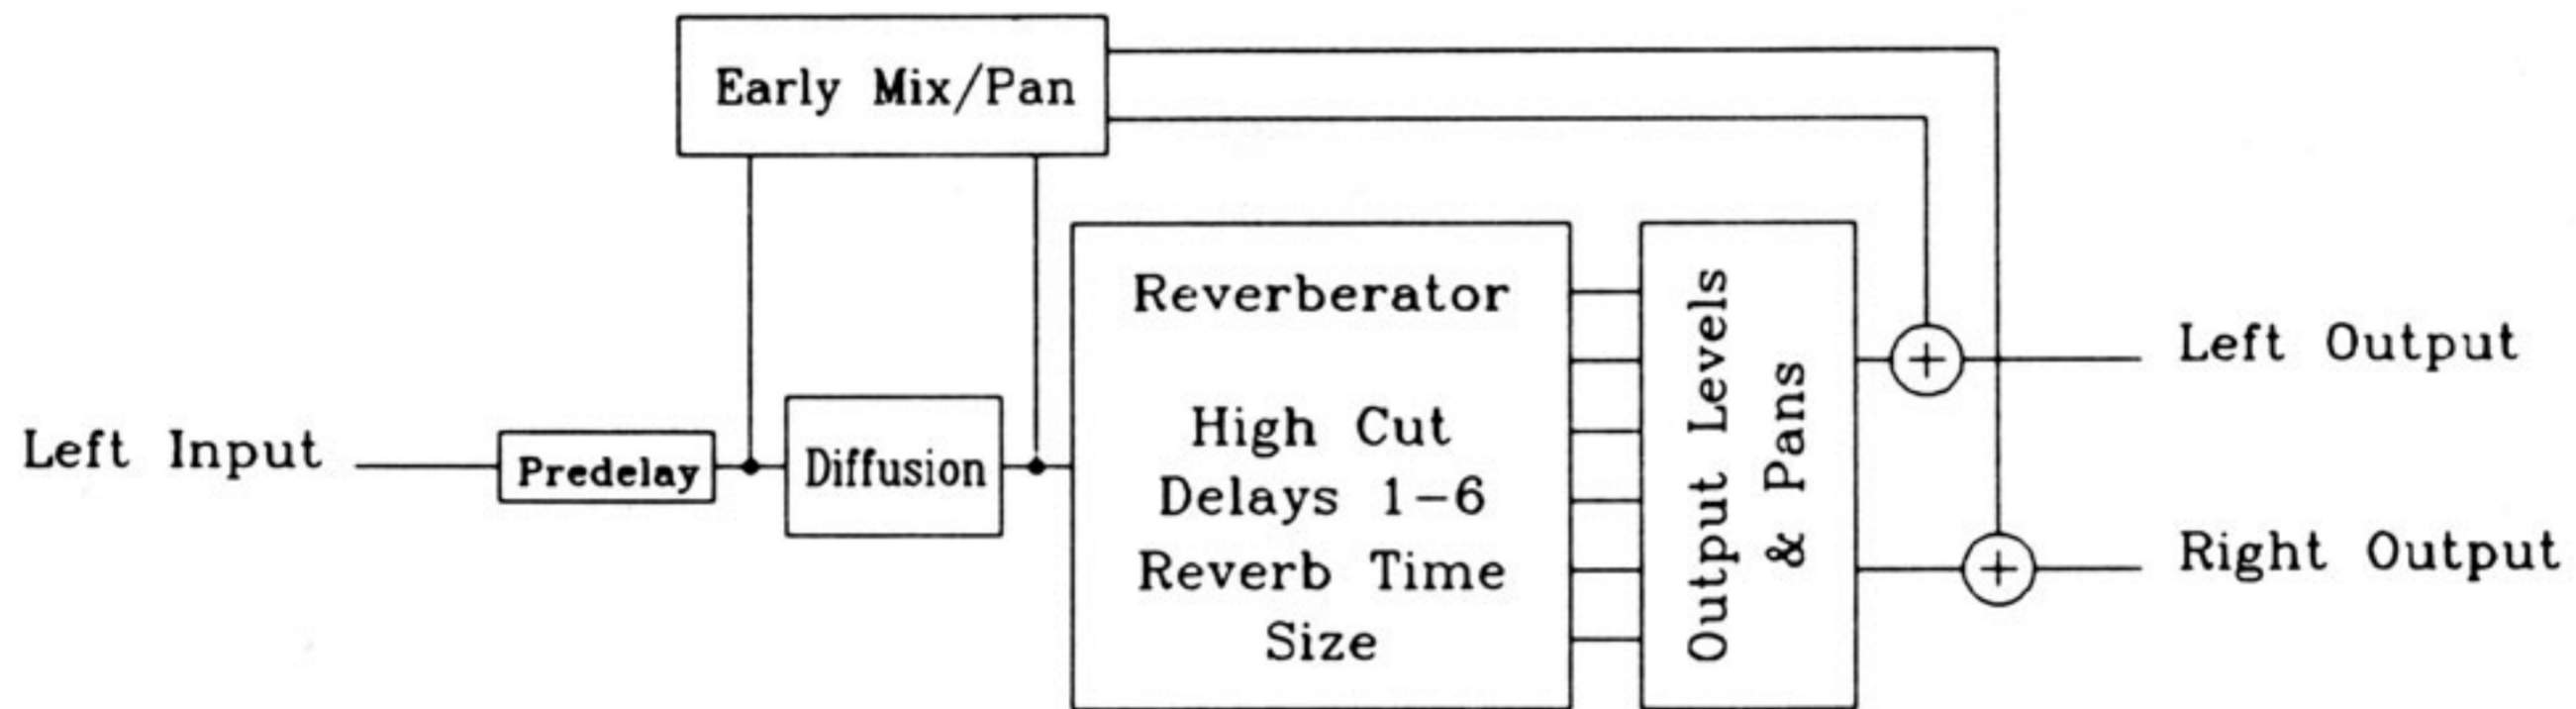 Early Mix/Pan
Left Input
Predelay
Diffusion
Reverberator
High Cut
Delays 1-6
Reverb Time
Size
Output Levels
& Pans
+
+
Left Output
Right Output